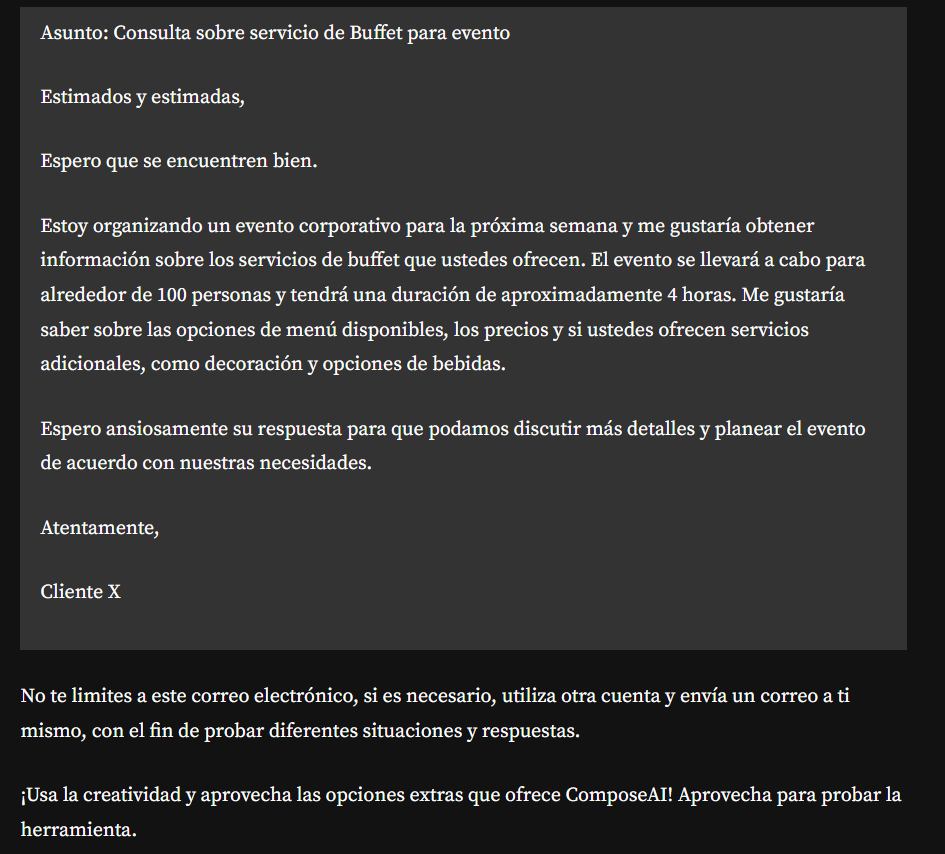 Asunto: Consulta sobre servicio de Buffet para evento
Estimados y estimadas,
Espero que se encuentren bien.
Estoy organizando un evento corporativo para la próxima semana y me gustaría obtener
información sobre los servicios de buffet que ustedes ofrecen. El evento se llevará a cabo para
alrededor de 100 personas y tendrá una duración de aproximadamente 4 horas. Me gustaría
saber sobre las opciones de menú disponibles, los precios y si ustedes ofrecen servicios
adicionales, como decoración y opciones de bebidas.
Espero ansiosamente su respuesta para que podamos discutir más detalles y planear el evento
de acuerdo con nuestras necesidades.
Atentamente,
Cliente X
No te limites a este correo electrónico, si es necesario, utiliza otra cuenta y envía un correo a ti
mismo, con el fin de probar diferentes situaciones y respuestas.
¡Usa la creatividad y aprovecha las opciones extras que ofrece ComposeAI! Aprovecha para probar la
herramienta.